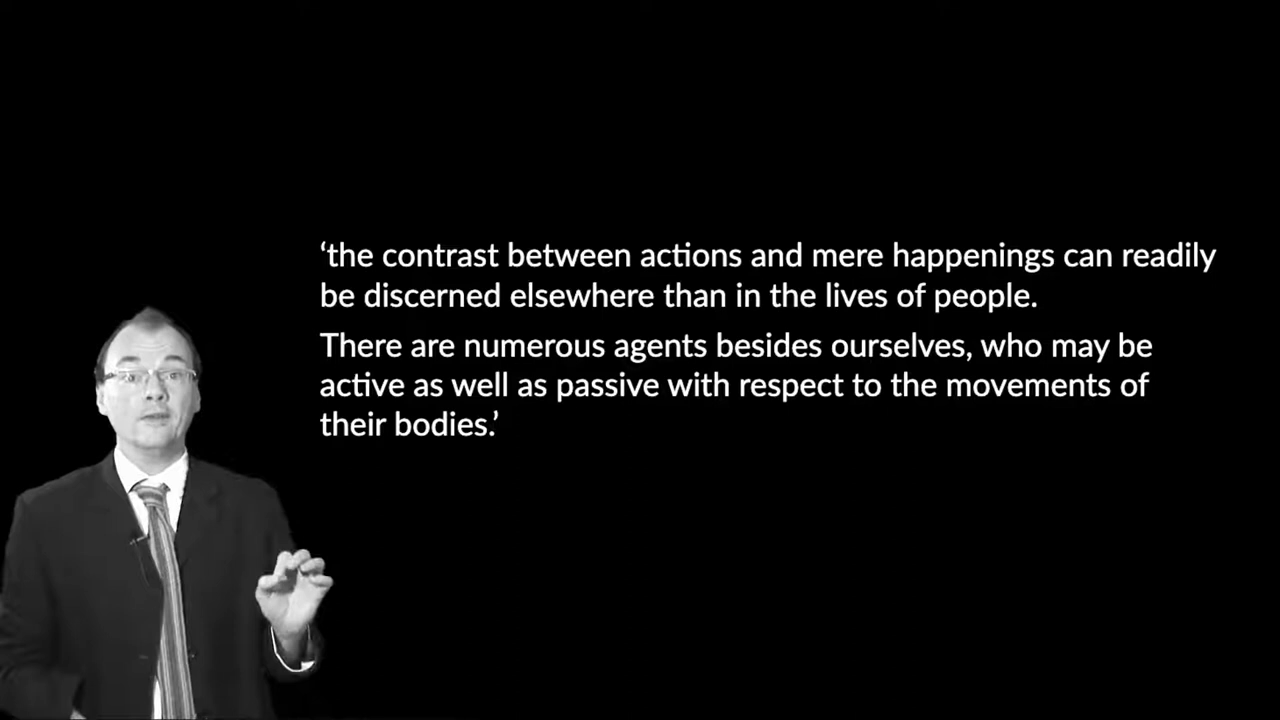 ‘the contrast between actions and mere happenings can readily
be discerned elsewhere than in the lives of people.
There are numerous agents besides ourselves, who may be
active as well as passive with respect to the movements of
their bodies.’